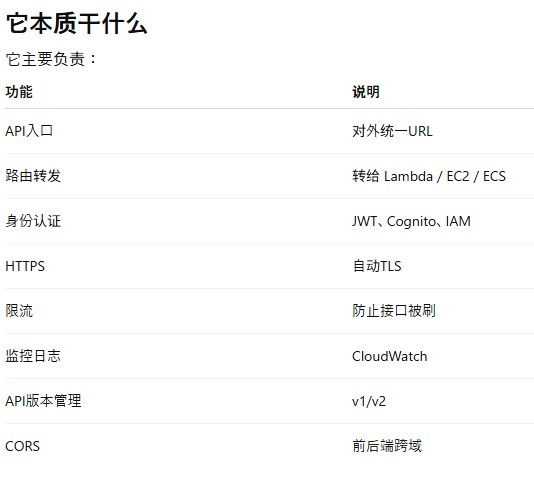 它本质干什么
它主要负责：
功能 说明
API入口 对外统一URL
路由转发 转给 Lambda / EC2 / ECS
身份认证 JWT、Cognito、IAM
HTTPS 自动TLS
限流 防止接口被刷
监控日志 CloudWatch
API版本管理 v1/v2
CORS 前后端跨域